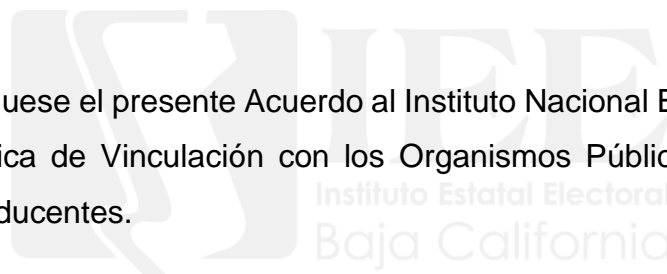 IEE
uese el presente Acuerdo al Instituto Nacional E
ica de Vinculación con los Organismos Públic
Instituto Estatal Electoral
ducentes.
Baja California